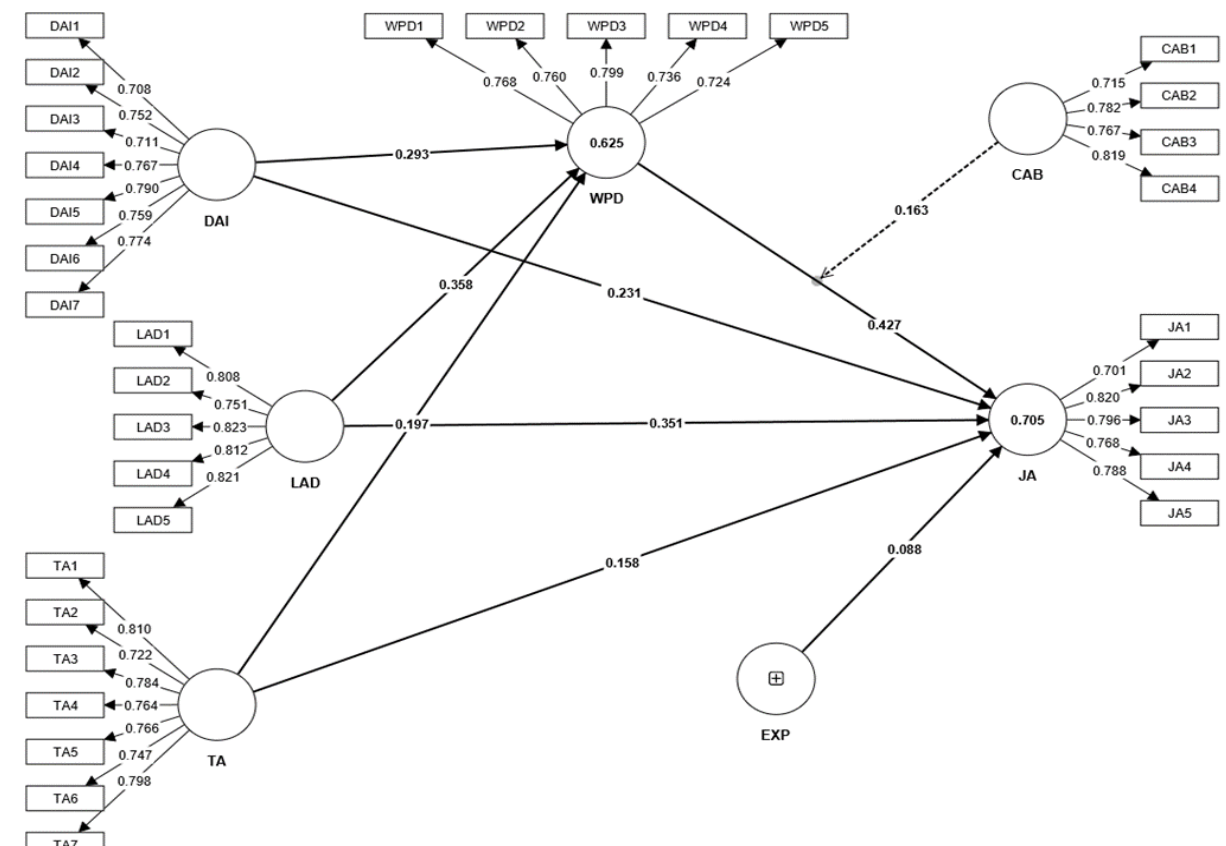 DAI1
DAI2
DAI3
DAI4
DAI5
DAI6
DAI7
0.708
0.752
0.711
0.767
0.790
0.759
0.774
DAI
WPD1
WPD2
WPD3
WPD4
WPD5
0.768
0.760
0.799
0.736
0.724
0.625
WPD
CAB1
CAB2
CAB3
CAB4
0.715
0.782
0.767
0.819
CAB
0.293
0.163
0.358
0.231
0.427
LAD1
LAD2
LAD3
LAD4
LAD5
0.808
0.751
0.823
0.812
0.821
LAD
0.197
0.351
JA1
JA2
JA3
JA4
JA5
0.701
0.820
0.796
0.768
0.788
0.705
JA
0.158
0.088
TA1
TA2
TA3
TA4
TA5
TA6
TA7
0.810
0.722
0.784
0.764
0.766
0.747
0.798
TA
EXP